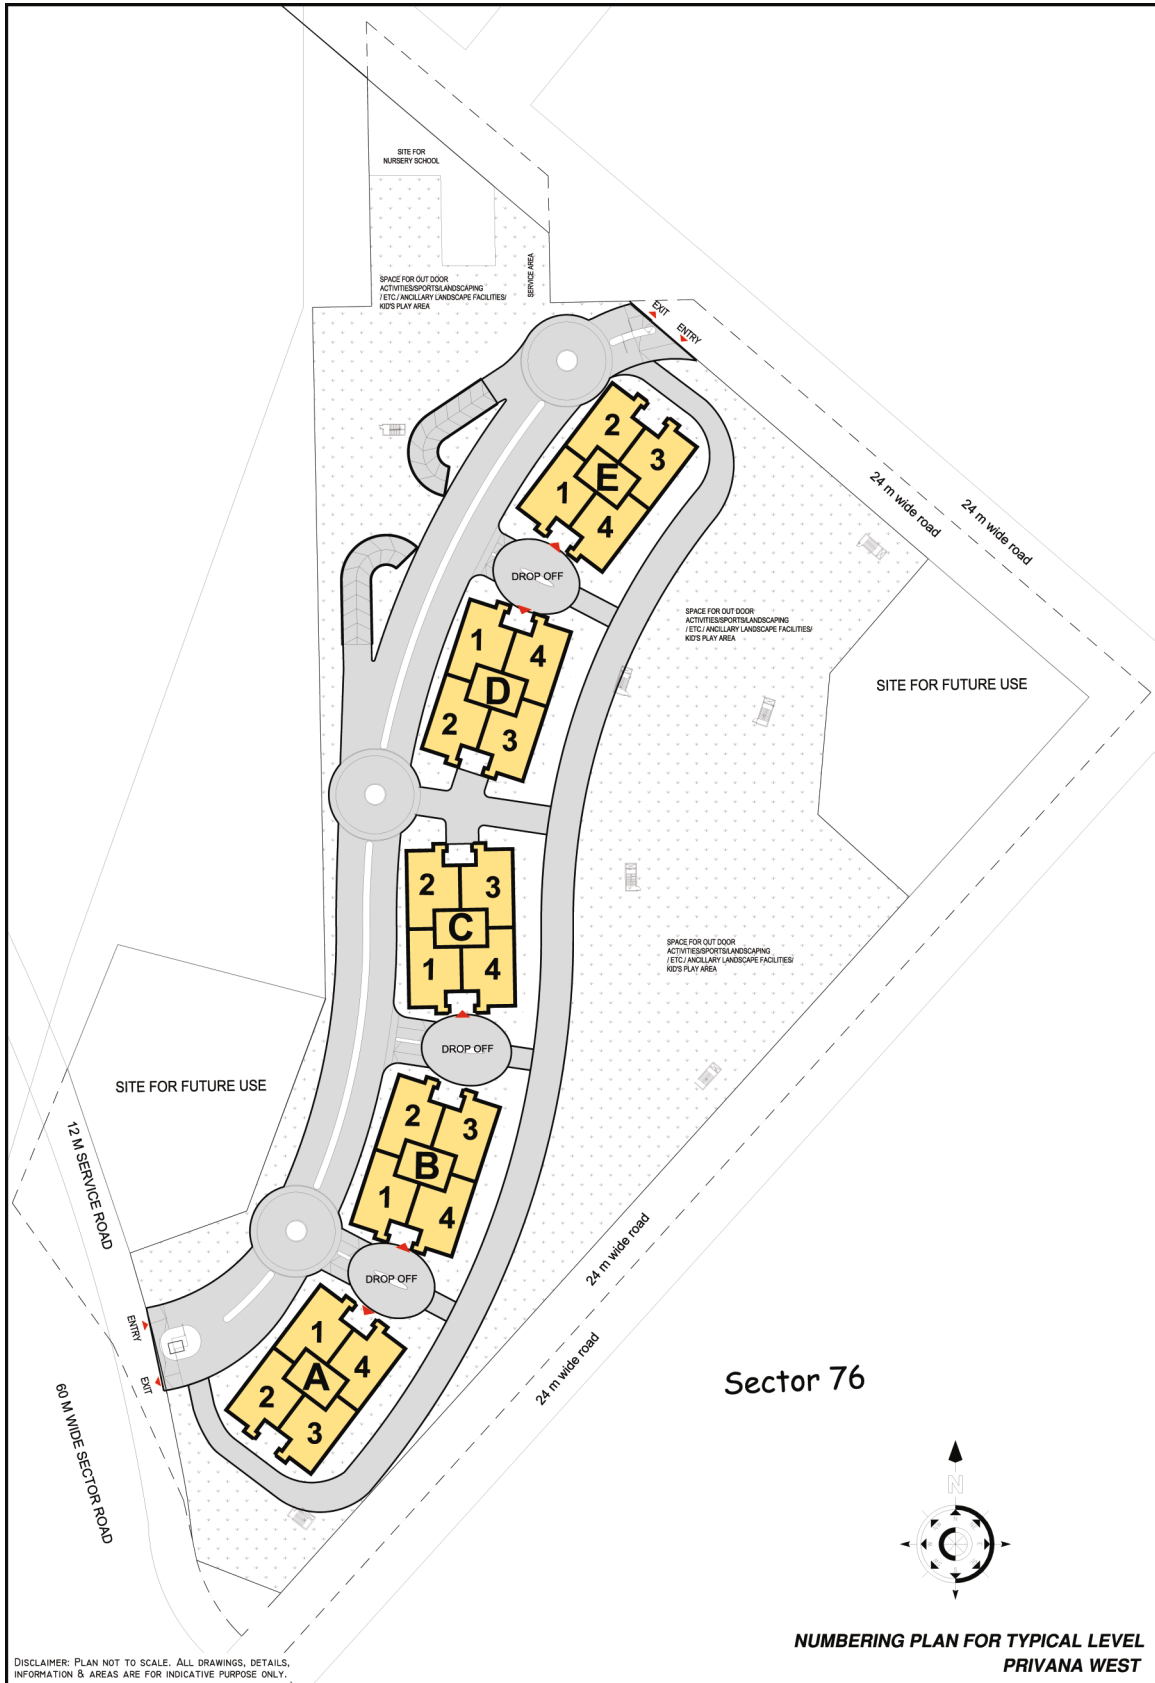 SITE FOR
NURSERY SCHOOL
SPACE FOR OUT DOOR
ACTIVITIES/SPORTS/LANDSCAPING
/ ETC./ ANCILLARY LANDSCAPE FACILITIES/
KID'S PLAY AREA
SERVICE AREA
EXIT
ENTRY
2
3
E
1
4
24 m wide road
24 m wide road
DROP OFF
1
4
D
2
3
SPACE FOR OUT DOOR
ACTIVITIES/SPORTS/LANDSCAPING
/ ETC./ ANCILLARY LANDSCAPE FACILITIES/
KID'S PLAY AREA
SITE FOR FUTURE USE
2
3
C
1
4
SPACE FOR OUT DOOR
ACTIVITIES/SPORTS/LANDSCAPING
/ ETC./ ANCILLARY LANDSCAPE FACILITIES/
KID'S PLAY AREA
DROP OFF
SITE FOR FUTURE USE
2
3
B
1
4
12 M SERVICE ROAD
24 m wide road
DROP OFF
ENTRY
EXIT
1
4
A
2
3
24 m wide road
60 M WIDE SECTOR ROAD
Sector 76
N
NUMBERING PLAN FOR TYPICAL LEVEL
PRIVANA WEST
DISCLAIMER: PLAN NOT TO SCALE. ALL DRAWINGS, DETAILS,
INFORMATION & AREAS ARE FOR INDICATIVE PURPOSE ONLY.